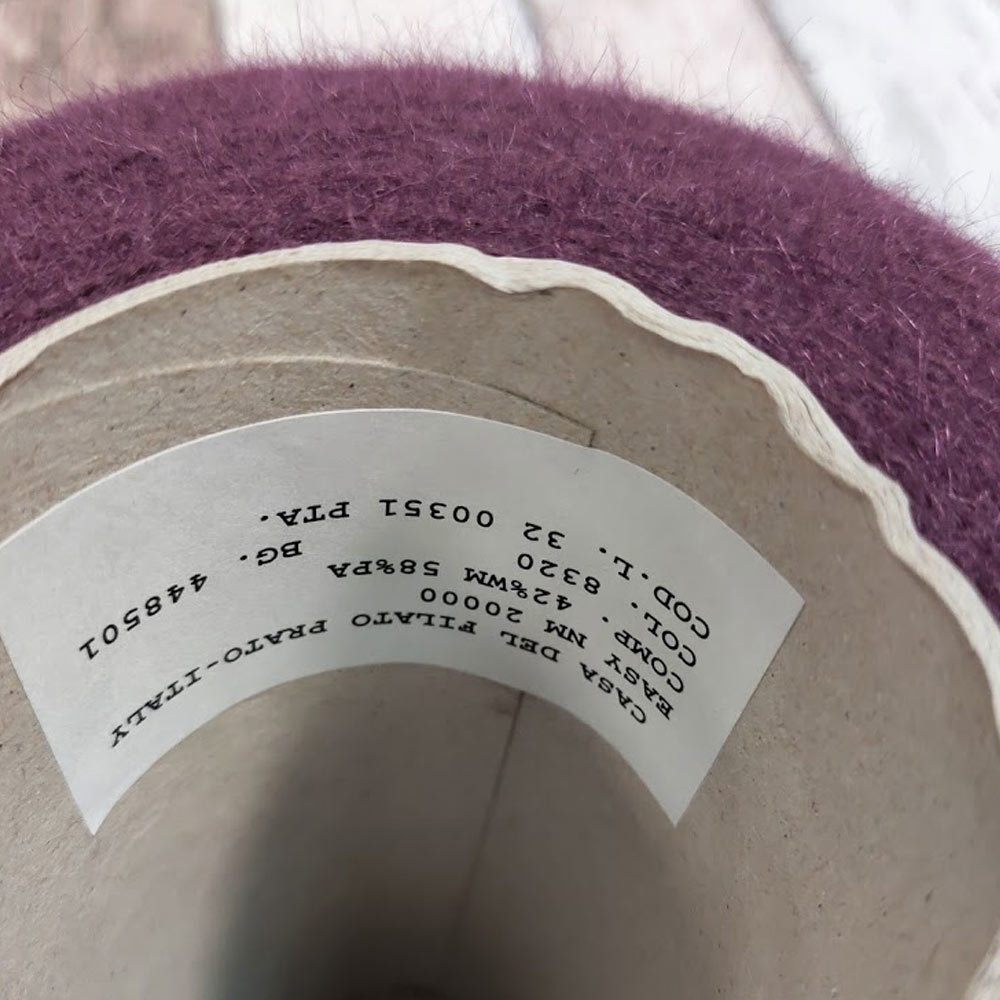 CASA DEL FILATO PRATO-ITALY
EASY NM 20000
COMP. 42%WM 58%PA
COL. 8320 BG. 448501
COD.L. 32 00351 PTA.